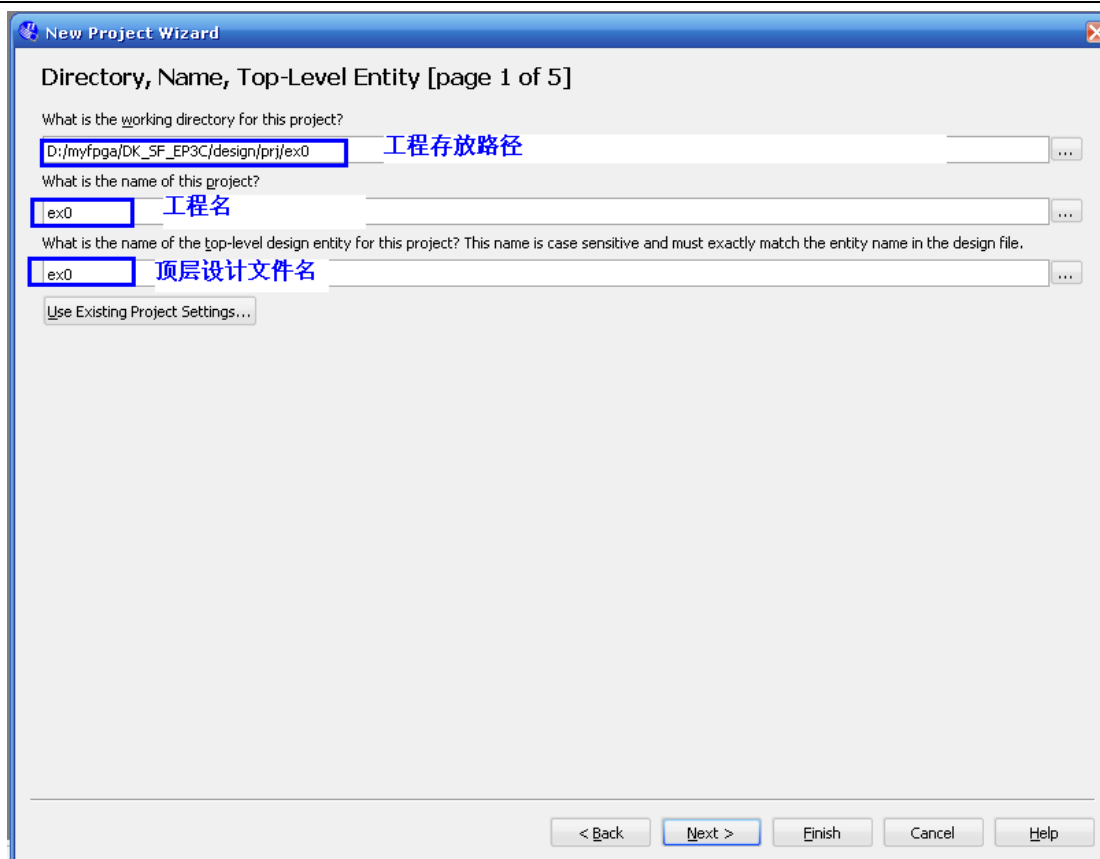 New Project Wizard
Directory, Name, Top-Level Entity [page 1 of 5]
What is the working directory for this project?
D:/myfpga/DK_SF_EP3C/design/prj/ex0 工程存放路径 ...
What is the name of this project?
ex0 工程名 ...
What is the name of the top-level design entity for this project? This name is case sensitive and must exactly match the entity name in the design file.
ex0 顶层设计文件名 ...
Use Existing Project Settings...
< Back Next > Finish Cancel Help